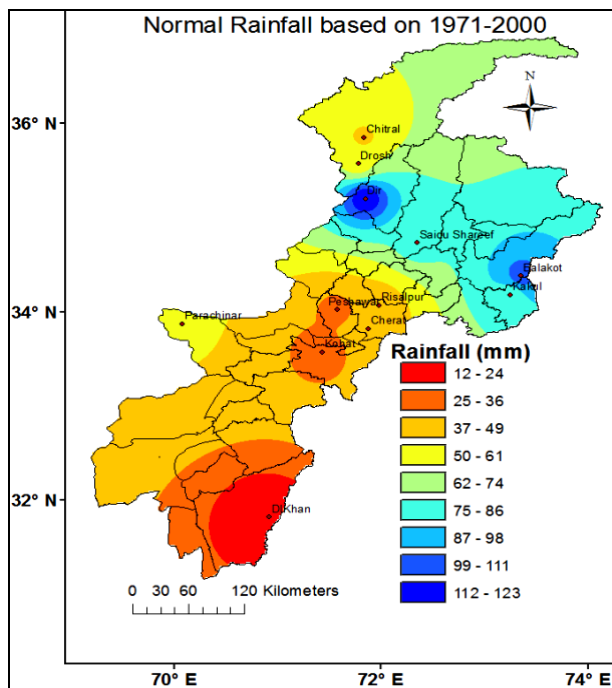 Normal Rainfall based on 1971-2000
N
36° N
Chitral
Drosh
Dir
Saidu Shareef
Balakot
Kakul
34° N
Risalpur
Peshawar
Parachinar
Cherat
Kohat
Rainfall (mm)
12 - 24
25 - 36
37 - 49
50 - 61
62 - 74
75 - 86
87 - 98
99 - 111
112 - 123
32° N
D.Khan
0 30 60 120 Kilometers
70° E 72° E 74° E